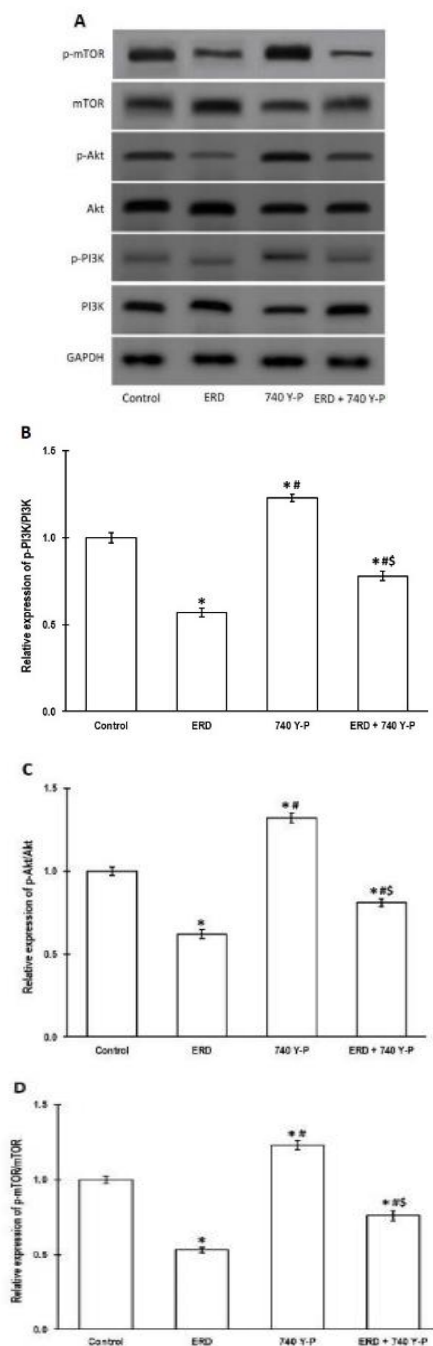 A
p-mTOR
mTOR
p-Akt
Akt
p-PI3K
PI3K
GAPDH
Control ERD 740 Y-P ERD + 740 Y-P
B
Relative expression of p-PI3K/PI3K
1.5
1.0
0.5
0.0
*
*#
*#$
Control ERD 740 Y-P ERD + 740 Y-P
C
Relative expression of p-Akt/Akt
1.5
1.0
0.5
0.0
*
*#
*#$
Control ERD 740 Y-P ERD + 740 Y-P
D
Relative expression of p-mTOR/mTOR
1.5
1.0
0.5
0.0
*
*#
*#$
Control ERD 740 Y-P ERD + 740 Y-P